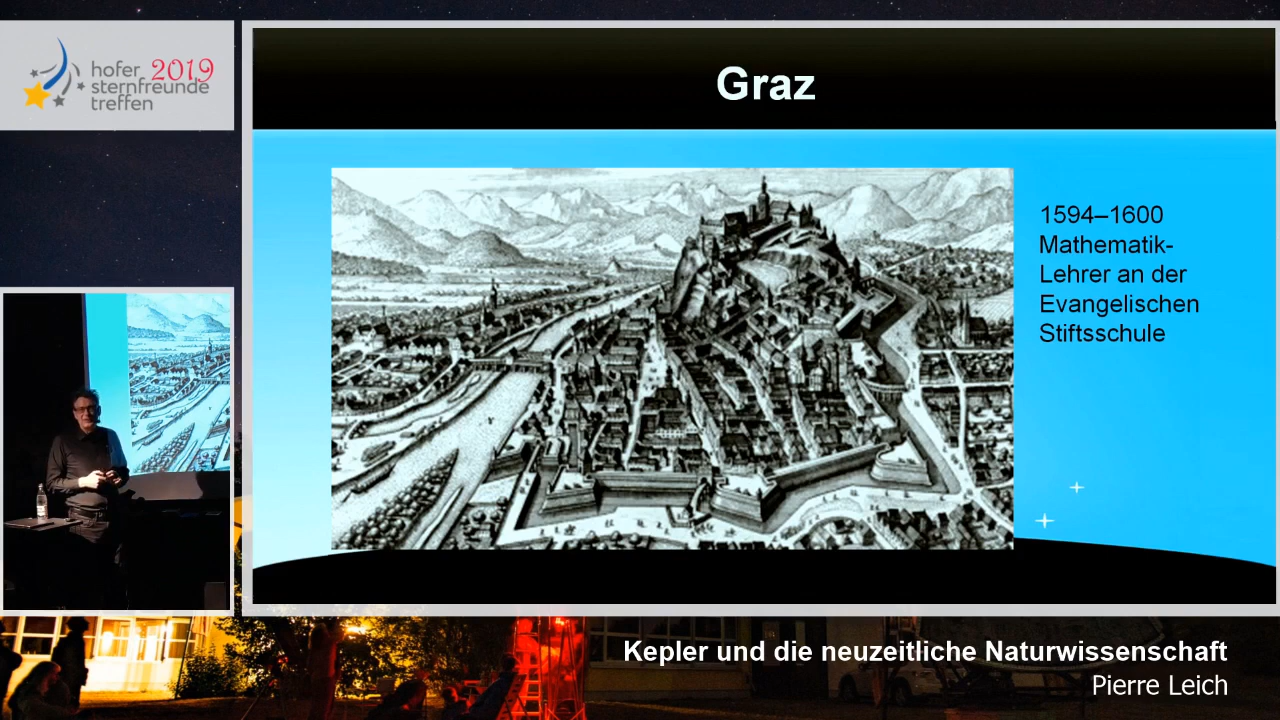 hofer 2019
sternfreunde
treffen
Graz
1594–1600
Mathematik-
Lehrer an der
Evangelischen
Stiftsschule
Kepler und die neuzeitliche Naturwissenschaft
Pierre Leich